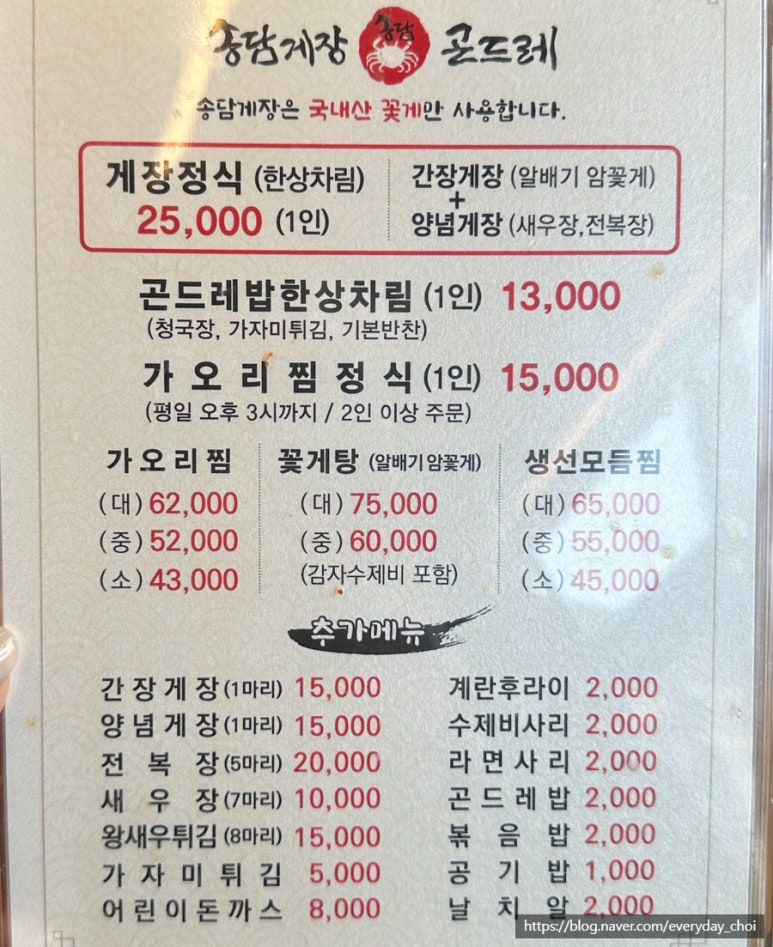 송담게장 송담 곤드레
송담게장은 국내산 꽃게만 사용합니다.
게장정식 (한상차림)
25,000 (1인)
간장게장 (알배기 암꽃게)
+
양념게장 (새우장,전복장)
곤드레밥한상차림 (1인) 13,000
(청국장, 가자미튀김, 기본반찬)
가오리찜정식 (1인) 15,000
(평일 오후 3시까지 / 2인 이상 주문)
가오리찜
(대) 62,000
(중) 52,000
(소) 43,000
꽃게탕 (알배기암꽃게)
(대) 75,000
(중) 60,000
(감자수제비 포함)
생선모듬찜
(대) 65,000
(중) 55,000
(소) 45,000
추가메뉴
간장게장 (1마리) 15,000
양념게장 (1마리) 15,000
전복장 (5마리) 20,000
새우장 (7마리) 10,000
왕새우튀김 (8마리) 15,000
가자미튀김 5,000
어린이돈까스 8,000
계란후라이 2,000
수제비사리 2,000
라면사리 2,000
곤드레밥 2,000
볶음밥 2,000
공기밥 1,000
날치알 2,000
https://blog.naver.com/everyday_choi